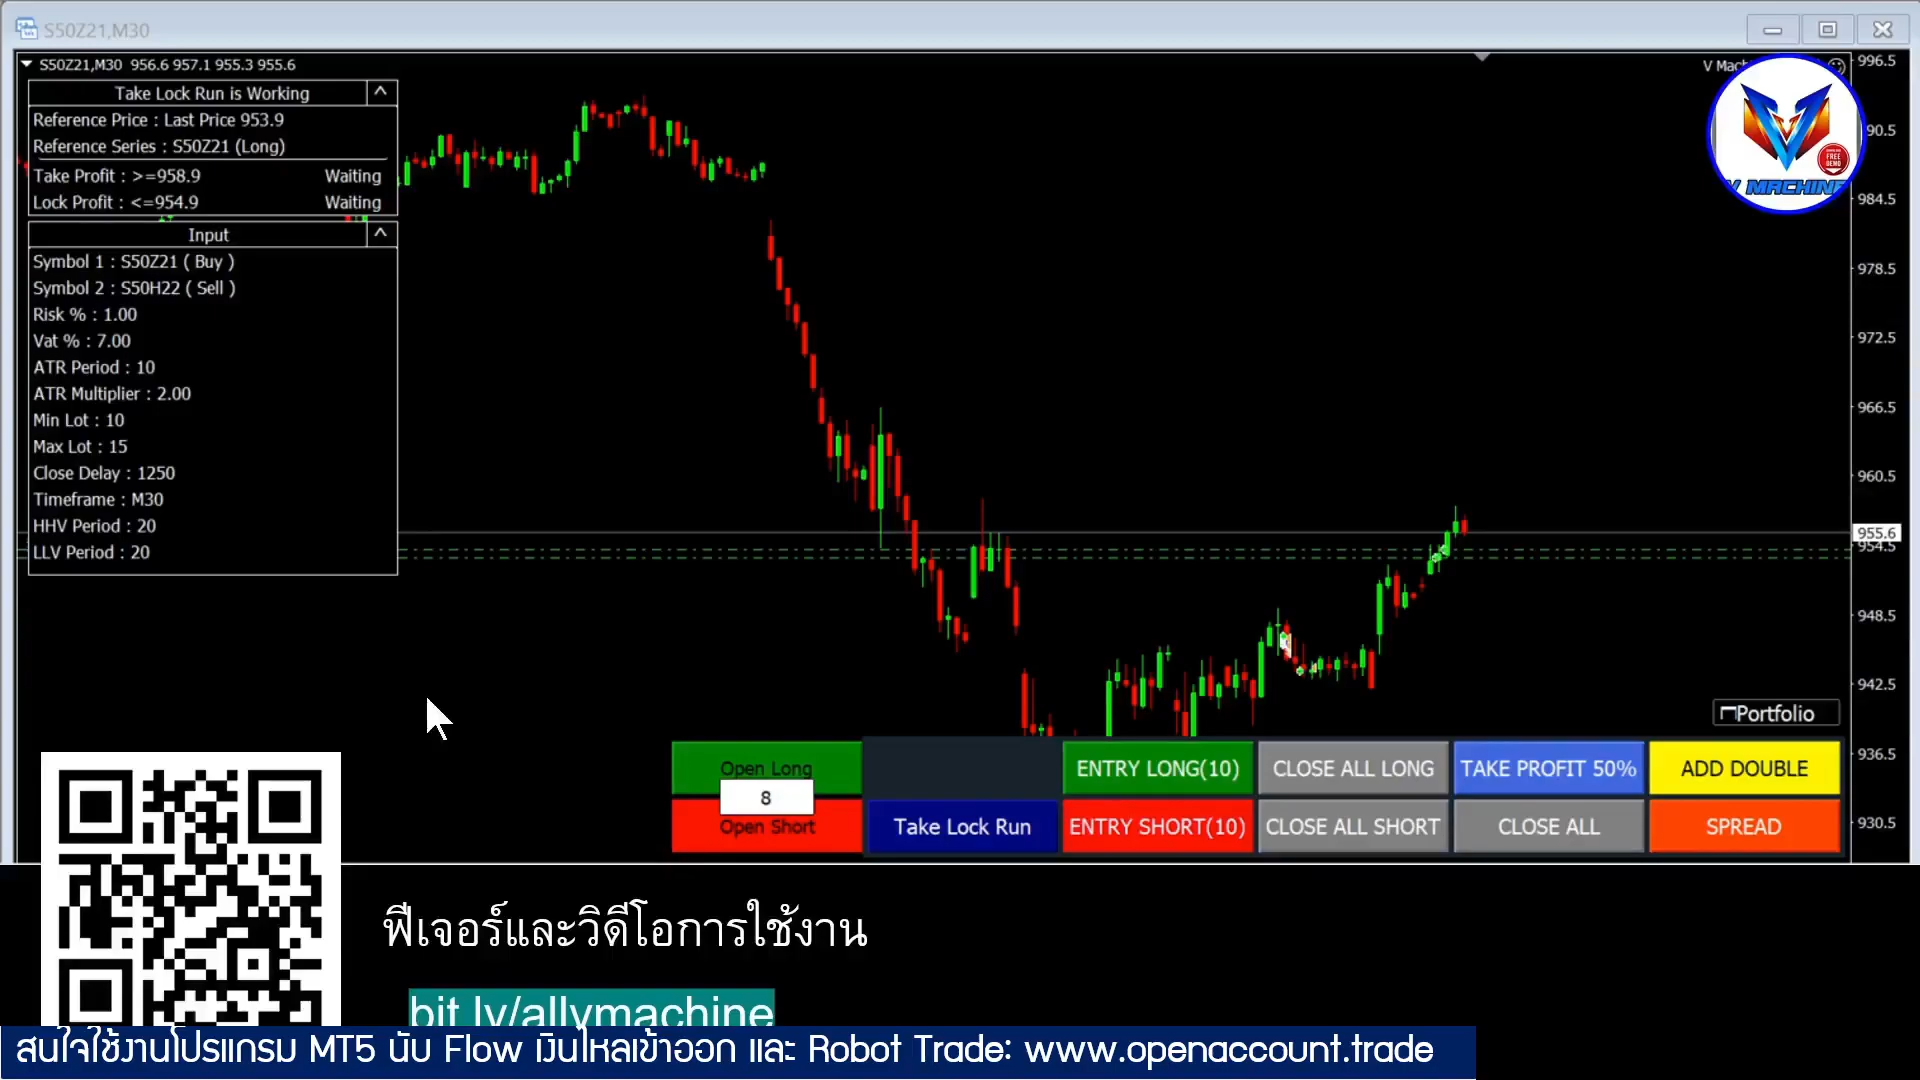 S50Z21,M30
S50Z21,M30 956.6 957.1 955.3 955.6
Take Lock Run is Working
Reference Price : Last Price 953.9
Reference Series : S50Z21 (Long)
Take Profit : >=958.9 Waiting
Lock Profit : <=954.9 Waiting
Input
Symbol 1 : S50Z21 ( Buy )
Symbol 2 : S50H22 ( Sell )
Risk % : 1.00
Vat % : 7.00
ATR Period : 10
ATR Multiplier : 2.00
Min Lot : 10
Max Lot : 15
Close Delay : 1250
Timeframe : M30
HHV Period : 20
LLV Period : 20
V MACHINE
FREE
DEMO
996.5
90.5
984.5
978.5
972.5
966.5
960.5
955.6
954.5
948.5
942.5
936.5
930.5
Portfolio
Open Long
8
Open Short
Take Lock Run
ENTRY LONG(10)
CLOSE ALL LONG
TAKE PROFIT 50%
ADD DOUBLE
ENTRY SHORT(10)
CLOSE ALL SHORT
CLOSE ALL
SPREAD
ฟีเจอร์และวิดีโอการใช้งาน
bit.ly/allymachine
สนใจใช้งานโปรแกรม MT5 นับ Flow เงินไหลเข้าออก และ Robot Trade: www.openaccount.trade